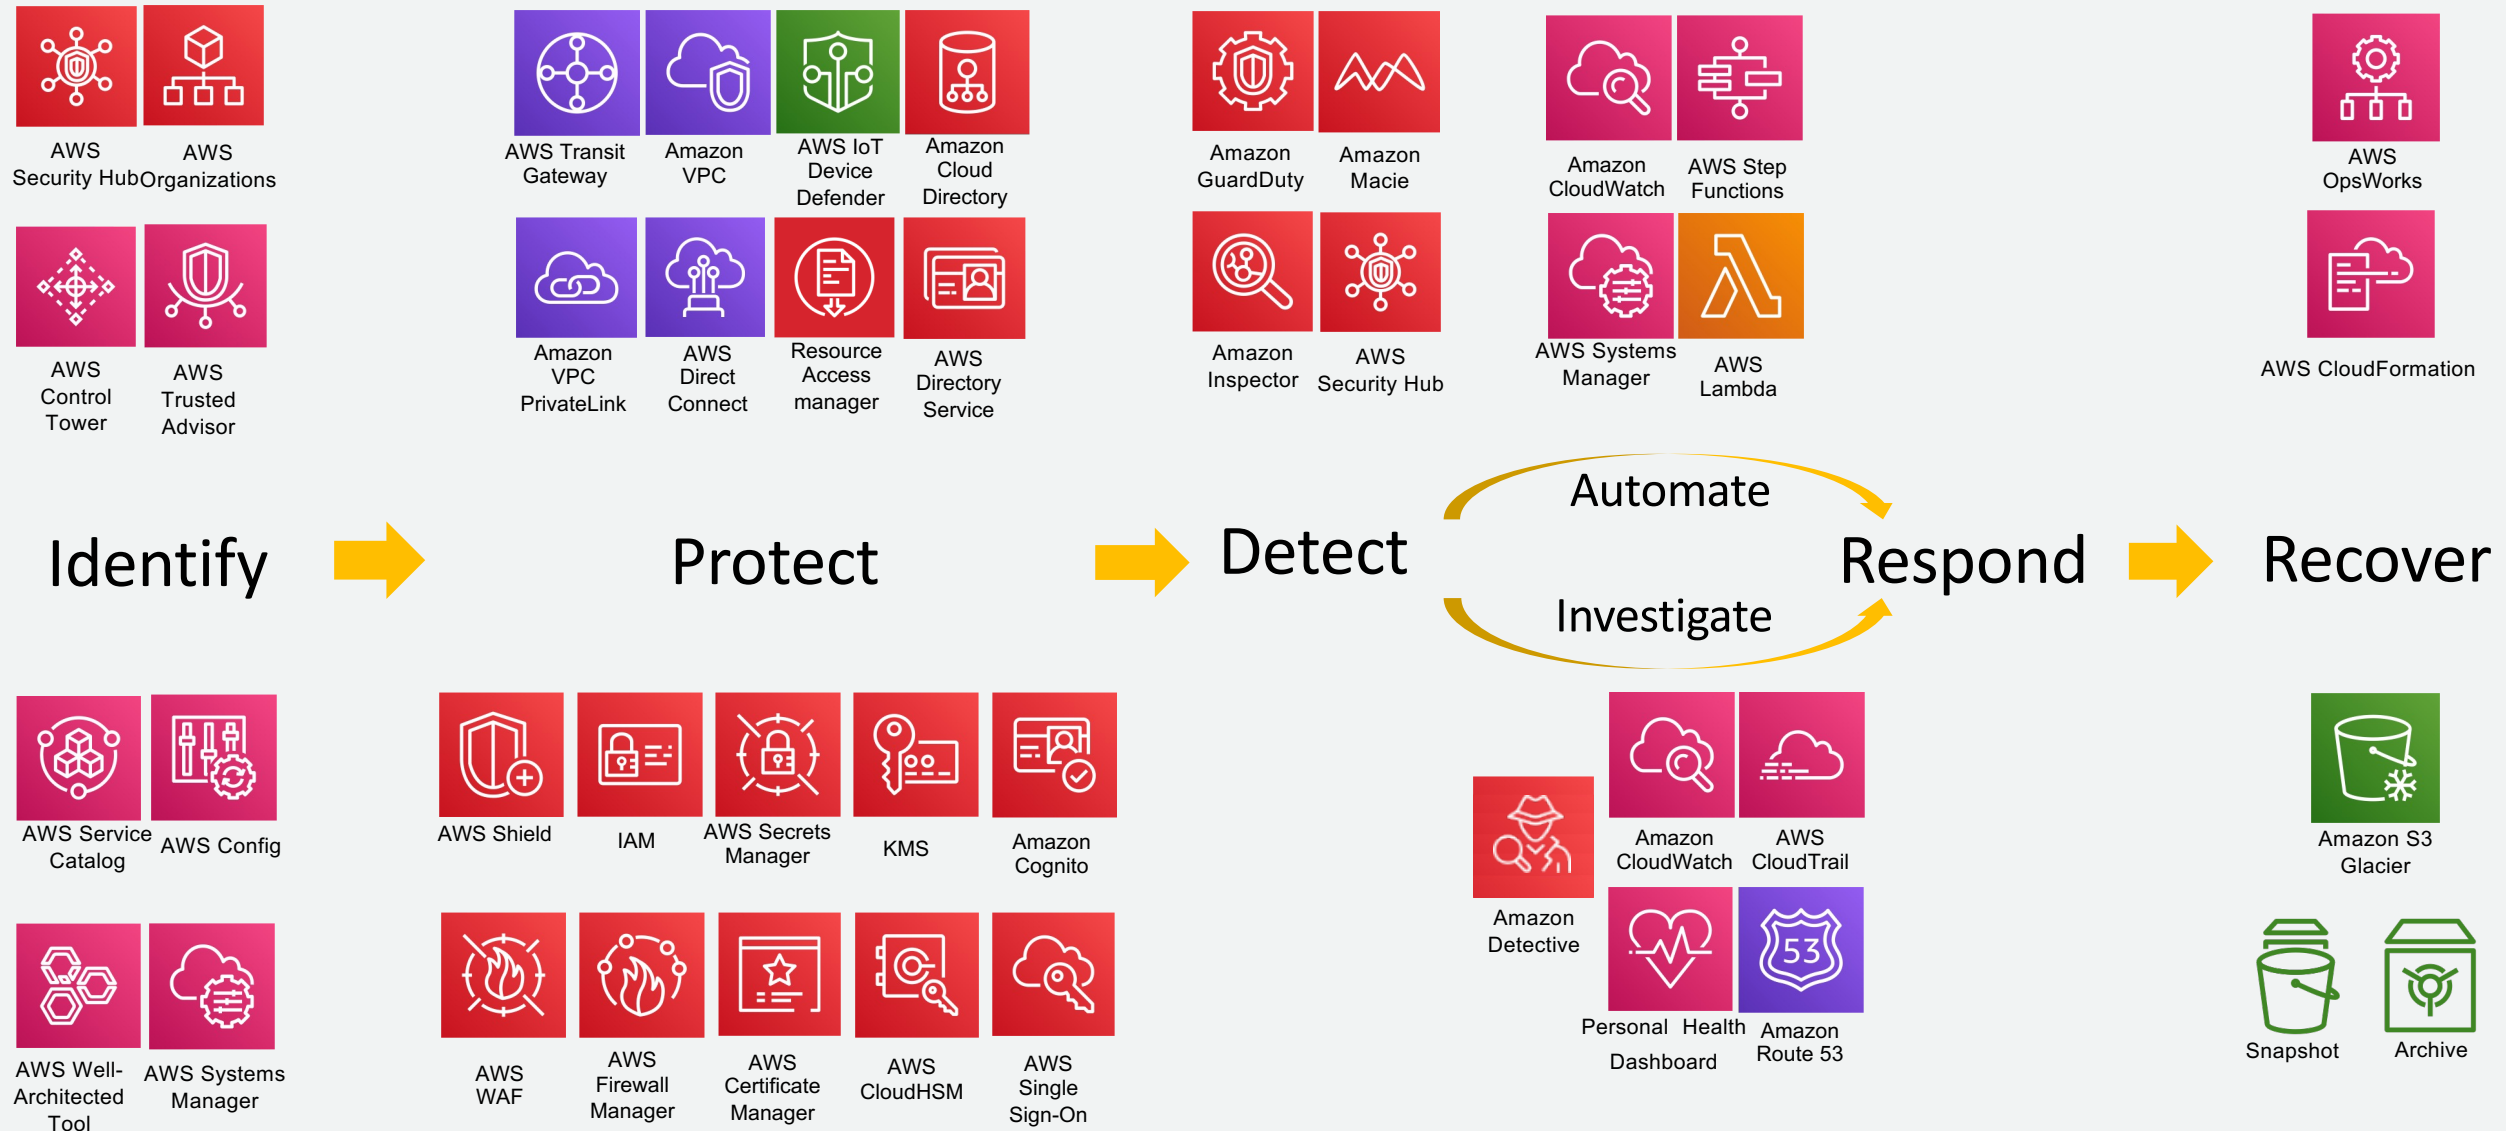 AWS
Security Hub
AWS
Organizations
AWS
Control
Tower
AWS
Trusted
Advisor
AWS Transit
Gateway
Amazon
VPC
AWS IoT
Device
Defender
Amazon
Cloud
Directory
Amazon
VPC
PrivateLink
AWS
Direct
Connect
Resource
Access
manager
AWS
Directory
Service
Amazon
GuardDuty
Amazon
Macie
Amazon
Inspector
AWS
Security Hub
Amazon
CloudWatch
AWS Step
Functions
AWS Systems
Manager
AWS
Lambda
AWS
OpsWorks
AWS CloudFormation
Identify
Protect
Detect
Automate
Investigate
Respond
Recover
AWS Service
Catalog
AWS Config
AWS Well-
Architected
Tool
AWS Systems
Manager
AWS Shield
IAM
AWS Secrets
Manager
KMS
Amazon
Cognito
AWS
WAF
AWS
Firewall
Manager
AWS
Certificate
Manager
AWS
CloudHSM
AWS
Single
Sign-On
Amazon
Detective
Amazon
CloudWatch
AWS
CloudTrail
Personal Health
Dashboard
53
Amazon
Route 53
Amazon S3
Glacier
Snapshot
Archive